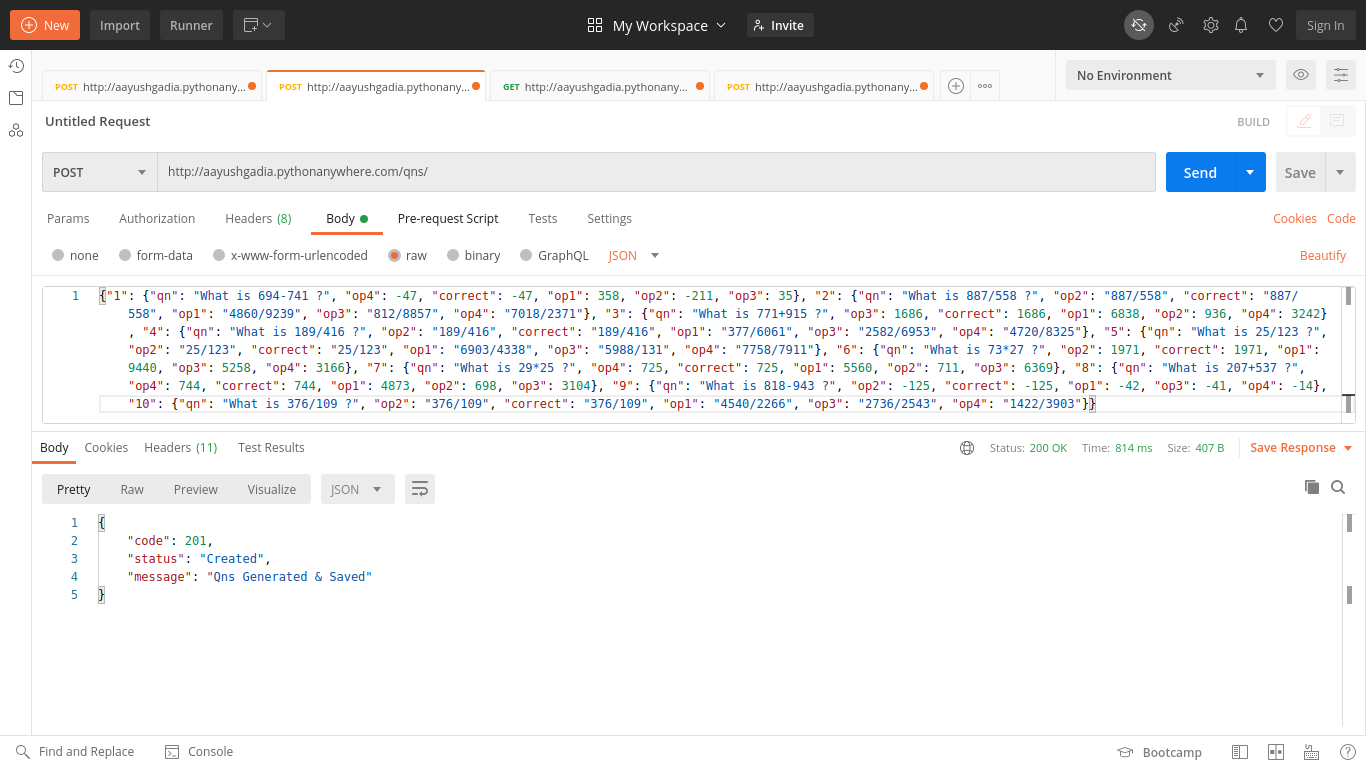 New Import Runner My Workspace Invite Sign In
POST http://aayushgadia.pythonany... POST http://aayushgadia.pythonany... GET http://aayushgadia.pythonany... POST http://aayushgadia.pythonany... No Environment
Untitled Request BUILD
POST http://aayushgadia.pythonanywhere.com/qns/ Send Save
Params Authorization Headers (8) Body Pre-request Script Tests Settings Cookies Code
none form-data x-www-form-urlencoded raw binary GraphQL JSON Beautify
1 {"1": {"qn": "What is 694-741 ?", "op4": -47, "correct": -47, "op1": 358, "op2": -211, "op3": 35}, "2": {"qn": "What is 887/558 ?", "op2": "887/558", "correct": "887/
558", "op1": "4860/9239", "op3": "812/8857", "op4": "7018/2371"}, "3": {"qn": "What is 771+915 ?", "op3": 1686, "correct": 1686, "op1": 6838, "op2": 936, "op4": 3242}
, "4": {"qn": "What is 189/416 ?", "op2": "189/416", "correct": "189/416", "op1": "377/6061", "op3": "2582/6953", "op4": "4720/8325"}, "5": {"qn": "What is 25/123 ?",
"op2": "25/123", "correct": "25/123", "op1": "6903/4338", "op3": "5988/131", "op4": "7758/7911"}, "6": {"qn": "What is 73*27 ?", "op2": 1971, "correct": 1971, "op1":
9440, "op3": 5258, "op4": 3166}, "7": {"qn": "What is 29*25 ?", "op4": 725, "correct": 725, "op1": 5560, "op2": 711, "op3": 6369}, "8": {"qn": "What is 207+537 ?",
"op4": 744, "correct": 744, "op1": 4873, "op2": 698, "op3": 3104}, "9": {"qn": "What is 818-943 ?", "op2": -125, "correct": -125, "op1": -42, "op3": -41, "op4": -14},
"10": {"qn": "What is 376/109 ?", "op2": "376/109", "correct": "376/109", "op1": "4540/2266", "op3": "2736/2543", "op4": "1422/3903"}}
Body Cookies Headers (11) Test Results Status: 200 OK Time: 814 ms Size: 407 B Save Response
Pretty Raw Preview Visualize JSON
1 {
2 "code": 201,
3 "status": "Created",
4 "message": "Qns Generated & Saved"
5 }
Find and Replace Console Bootcamp